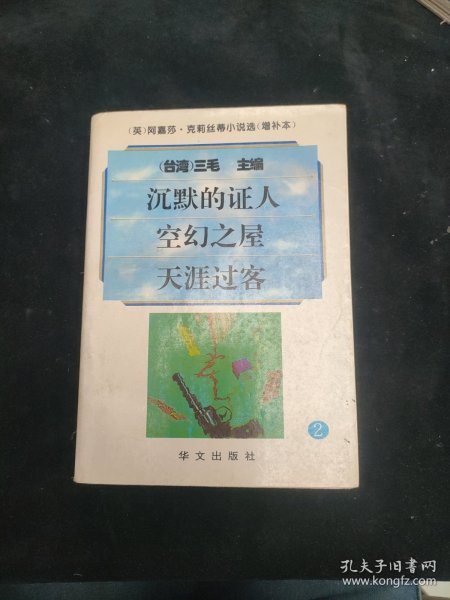 (英)阿嘉莎·克莉丝蒂小说选(增补本)
(台湾)三毛 主编
沉默的证人
空幻之屋
天涯过客
2
华文出版社
孔夫子旧书网
www.kongfz.com